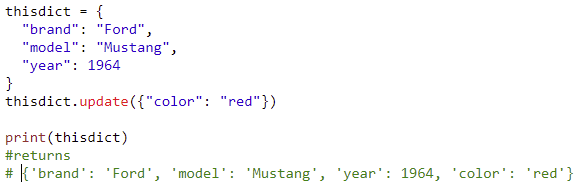 thisdict = {
  "brand": "Ford",
  "model": "Mustang",
  "year": 1964
}
thisdict.update({"color": "red"})

print(thisdict)
#returns
# {'brand': 'Ford', 'model': 'Mustang', 'year': 1964, 'color': 'red'}